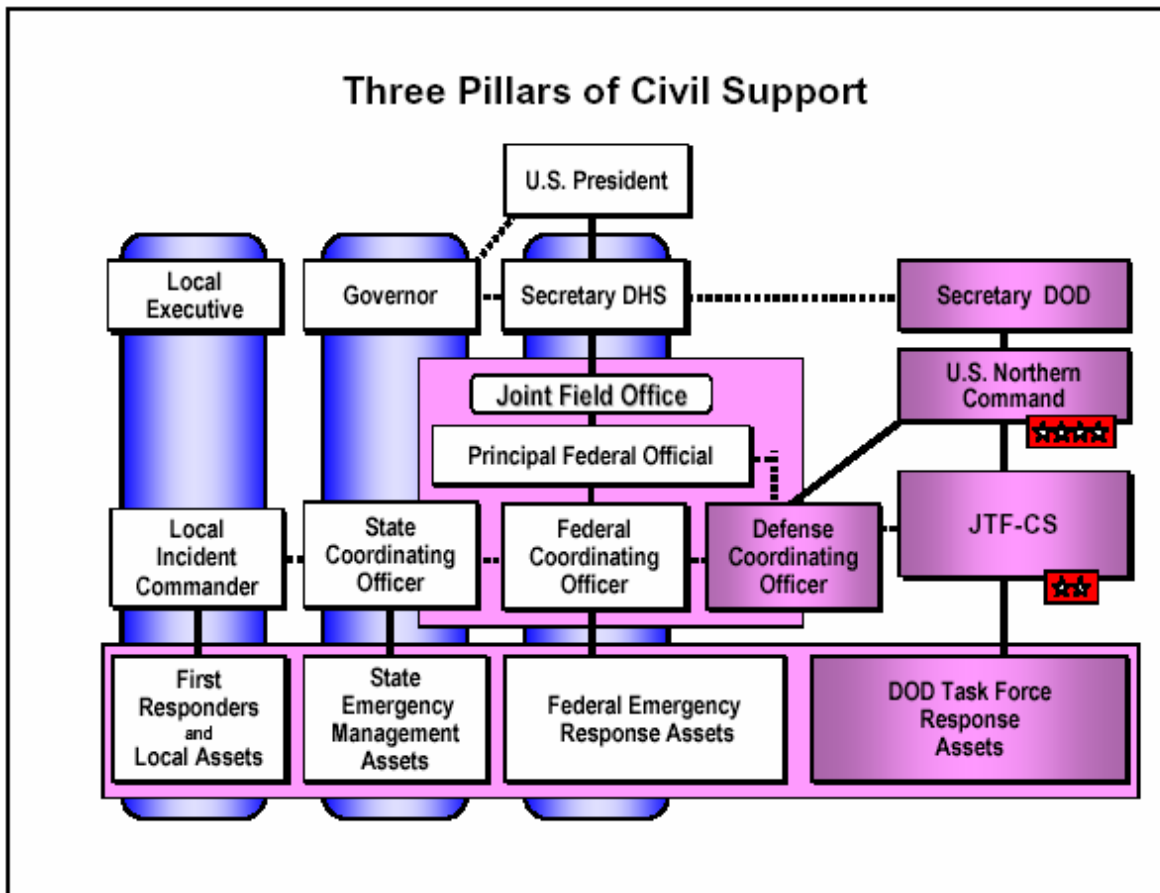 Three Pillars of Civil Support
U.S. President
Local
Executive
Governor
Secretary DHS
Secretary DOD
U.S. Northern
Command
Joint Field Office
Principal Federal Official
Local
Incident
Commander
State
Coordinating
Officer
Federal
Coordinating
Officer
Defense
Coordinating
Officer
JTF-CS
First
Responders
and
Local Assets
State
Emergency
Management
Assets
Federal Emergency
Response Assets
DOD Task Force
Response
Assets